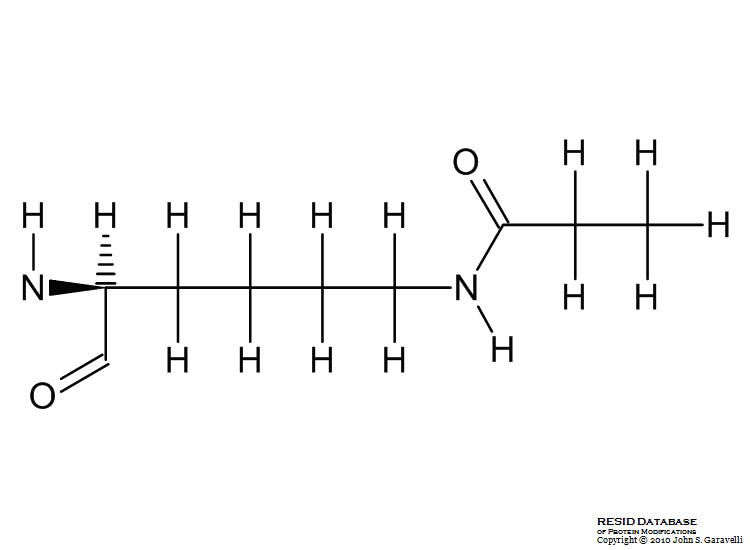 O H H
H H H H H H H
N N
H H
H
H H H H
O
RESID DATABASE
OF PROTEIN MODIFICATIONS
Copyright © 2010 John S. Garavelli